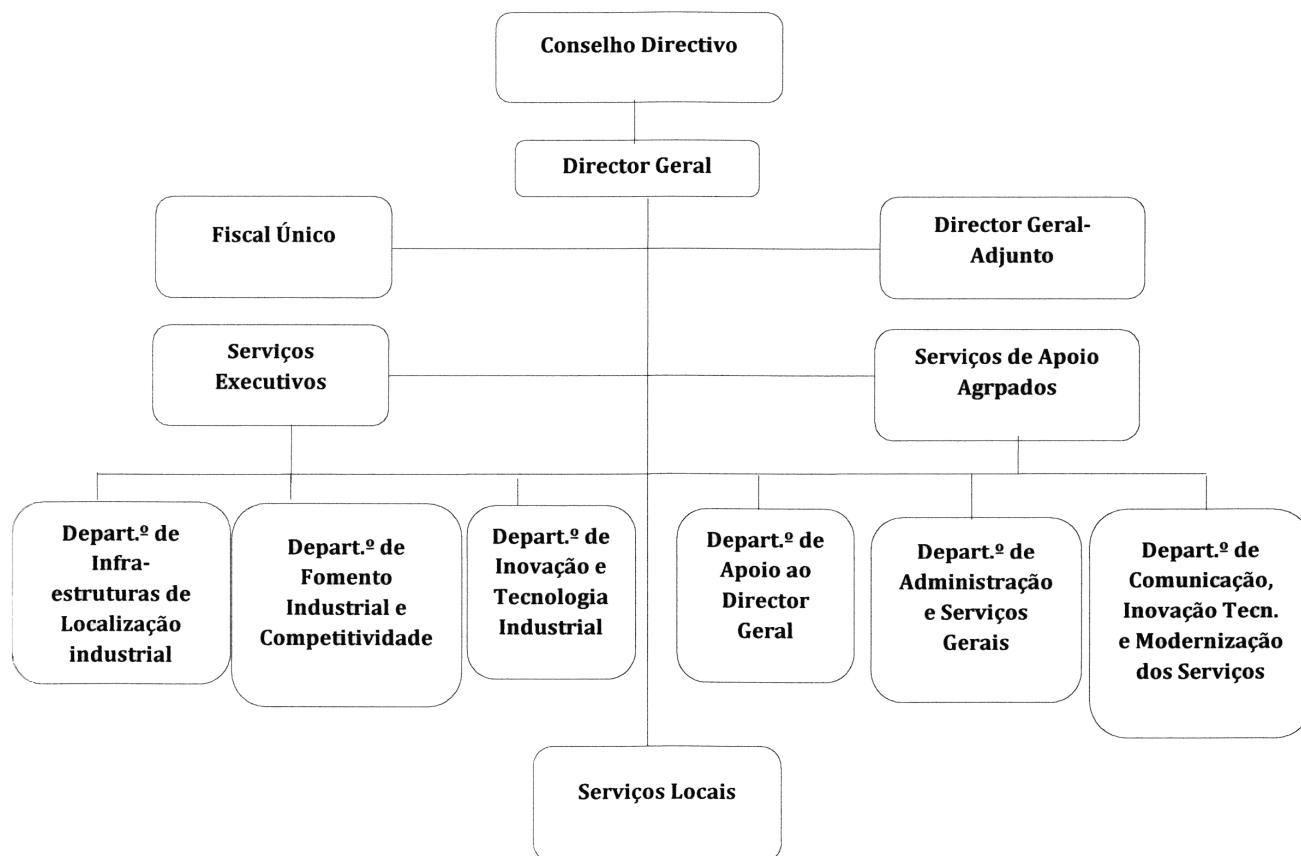 Conselho Directivo
Director Geral
Fiscal Único
Director Geral-
Adjunto
Serviços
Executivos
Serviços de Apoio
Agrpados
Depart.º de
Infra-
estruturas de
Localização
industrial
Depart.º de
Fomento
Industrial e
Competitividade
Depart.º de
Inovação e
Tecnologia
Industrial
Depart.º de
Apoio ao
Director
Geral
Depart.º de
Administração
e Serviços
Gerais
Depart.º de
Comunicação,
Inovação Tecn.
e Modernização
dos Serviços
Serviços Locais